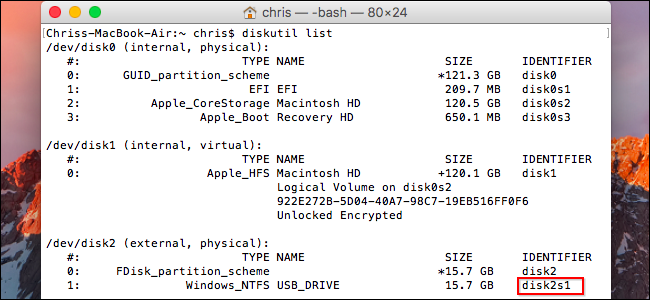 chris — -bash — 80×24
[Chriss-MacBook-Air:~ chris$ diskutil list ]
/dev/disk0 (internal, physical):
#: TYPE NAME SIZE IDENTIFIER
0: GUID_partition_scheme *121.3 GB disk0
1: EFI EFI 209.7 MB disk0s1
2: Apple_CoreStorage Macintosh HD 120.5 GB disk0s2
3: Apple_Boot Recovery HD 650.1 MB disk0s3
/dev/disk1 (internal, virtual):
#: TYPE NAME SIZE IDENTIFIER
0: Apple_HFS Macintosh HD +120.1 GB disk1
Logical Volume on disk0s2
922E272B-5D04-40A7-98C7-19EB516FF0F6
Unlocked Encrypted
/dev/disk2 (external, physical):
#: TYPE NAME SIZE IDENTIFIER
0: FDisk_partition_scheme *15.7 GB disk2
1: Windows_NTFS USB_DRIVE 15.7 GB disk2s1